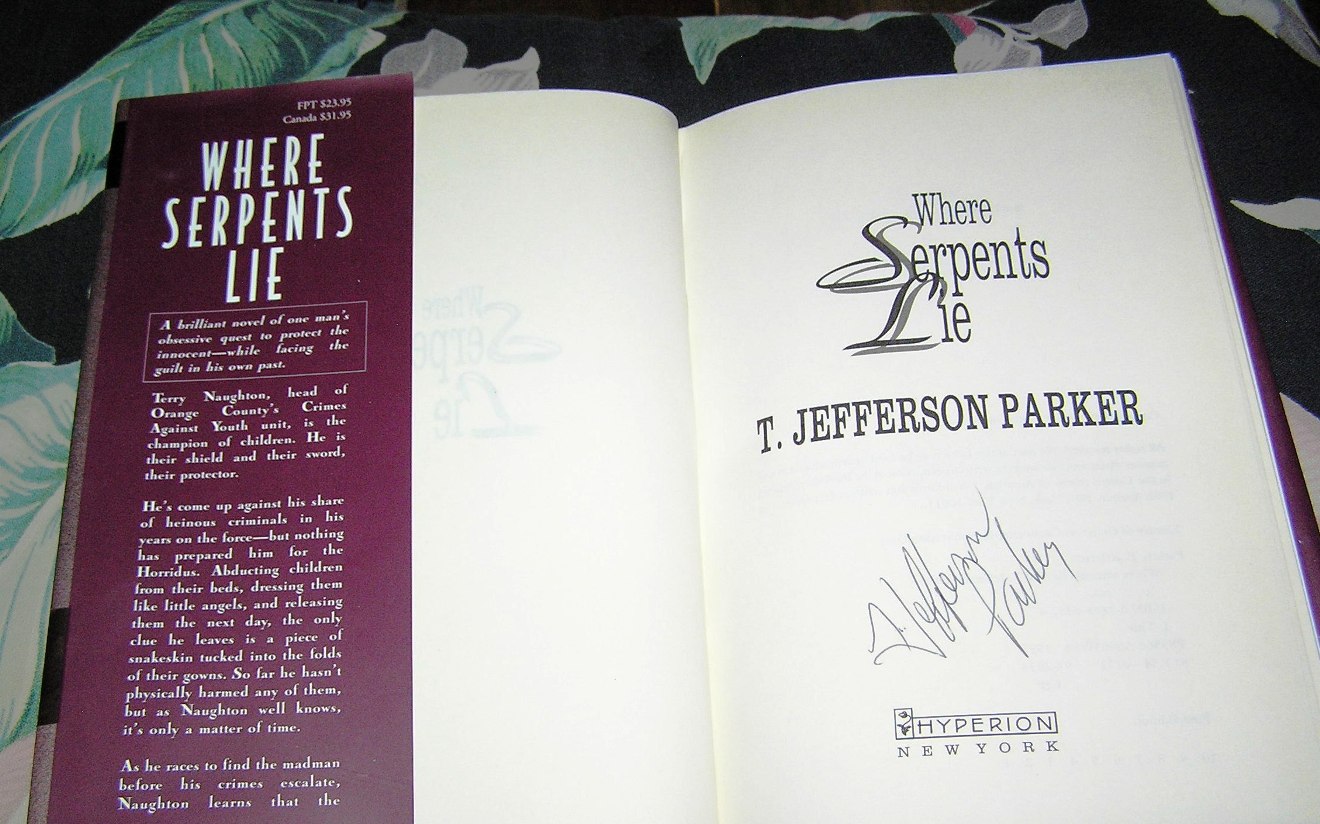 FPT $23.95
Canada $31.95
WHERE
SERPENTS
LIE
A brilliant novel of one man's
obsessive quest to protect the
innocent—while facing the
guilt in his own past.
Terry Naughton, head of
Orange County's Crimes
Against Youth unit, is the
champion of children. He is
their shield and their sword,
their protector.
He's come up against his share
of heinous criminals in his
years on the force—but nothing
has prepared him for the
Horridus. Abducting children
from their beds, dressing them
like little angels, and releasing
them the next day, the only
clue he leaves is a piece of
snakeskin tucked into the folds
of their gowns. So far he hasn't
physically harmed any of them,
but as Naughton well knows,
it's only a matter of time.
As he races to find the madman
before his crimes escalate,
Naughton learns that the
Where
Serpents
Lie
T. JEFFERSON PARKER
T. Jefferson
Parker
HYPERION
NEW YORK